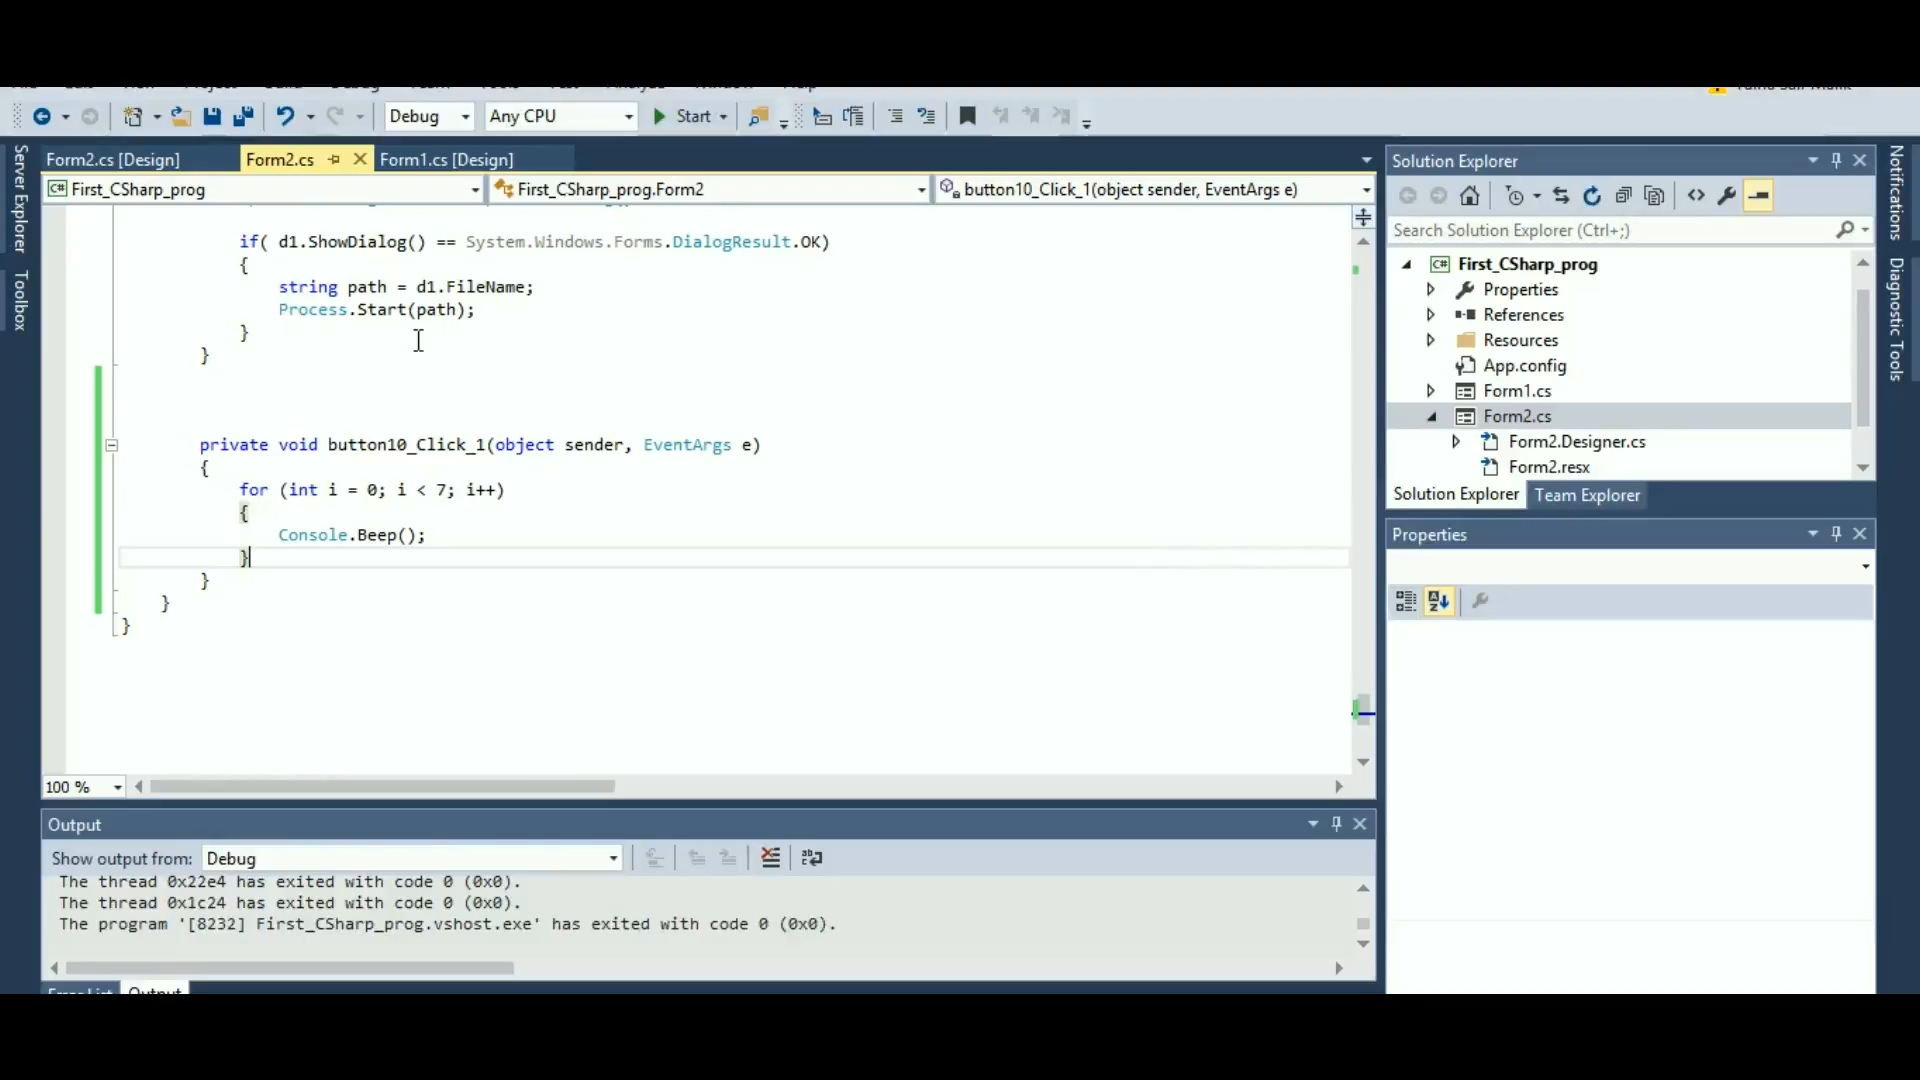 Debug
Any CPU
Start
Form2.cs [Design]
Form2.cs
Form1.cs [Design]
First_CSharp_prog
First_CSharp_prog.Form2
button10_Click_1(object sender, EventArgs e)
if( d1.ShowDialog() == System.Windows.Forms.DialogResult.OK)
{
string path = d1.FileName;
Process.Start(path);
}
}
private void button10_Click_1(object sender, EventArgs e)
{
for (int i = 0; i < 7; i++)
{
Console.Beep();
}
}
}
}
100 %
Output
Show output from:
Debug
The thread 0x22e4 has exited with code 0 (0x0).
The thread 0x1c24 has exited with code 0 (0x0).
The program '[8232] First_CSharp_prog.vshost.exe' has exited with code 0 (0x0).
Error List
Output
Server Explorer
Toolbox
Solution Explorer
Search Solution Explorer (Ctrl+;)
C# First_CSharp_prog
Properties
References
Resources
App.config
Form1.cs
Form2.cs
Form2.Designer.cs
Form2.resx
Solution Explorer
Team Explorer
Properties
Notifications
Diagnostic Tools